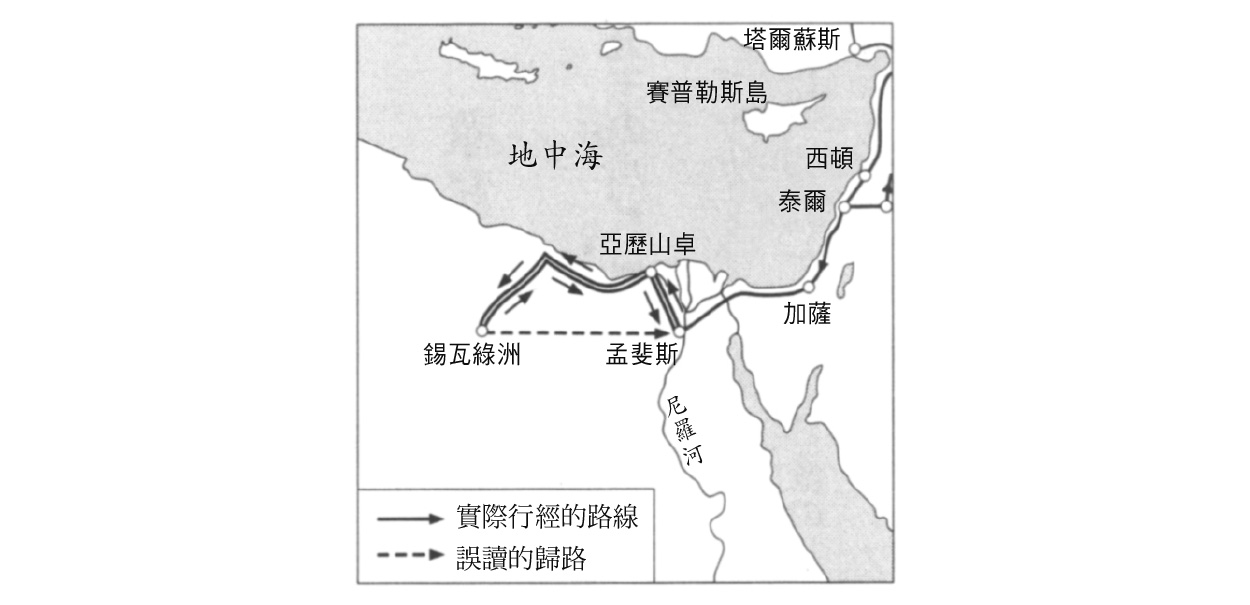 塔爾蘇斯
賽普勒斯島
地中海
西頓
泰爾
亞歷山卓
加薩
錫瓦綠洲
孟斐斯
尼羅河
實際行經的路線
誤讀的歸路